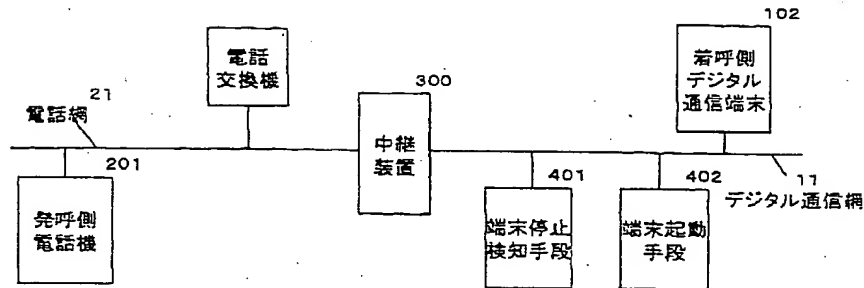 電話
交換機
300
102
着呼側
デジタル
通信端末
21
電話網
201
中継
装置
401
402
11
デジタル通信網
発呼側
電話機
端末停止
検知手段
端末起動
手段